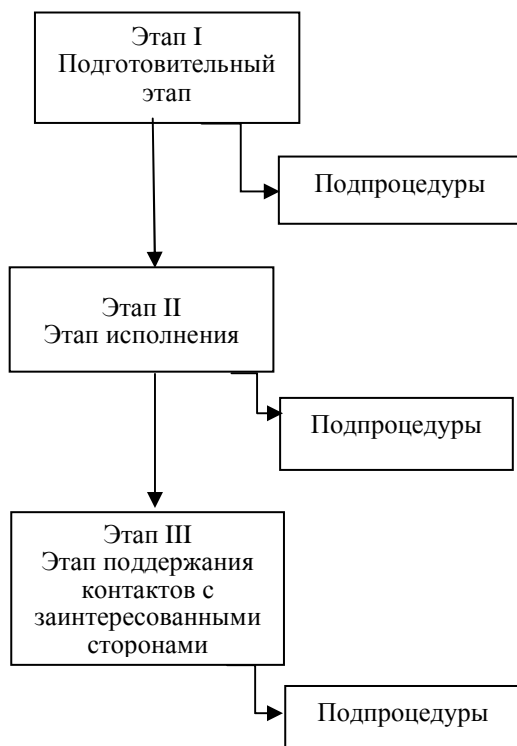 Этап I
Подготовительный
этап
Подпроцедуры
Этап II
Этап исполнения
Подпроцедуры
Этап III
Этап поддержания
контактов с
заинтересованными
сторонами
Подпроцедуры